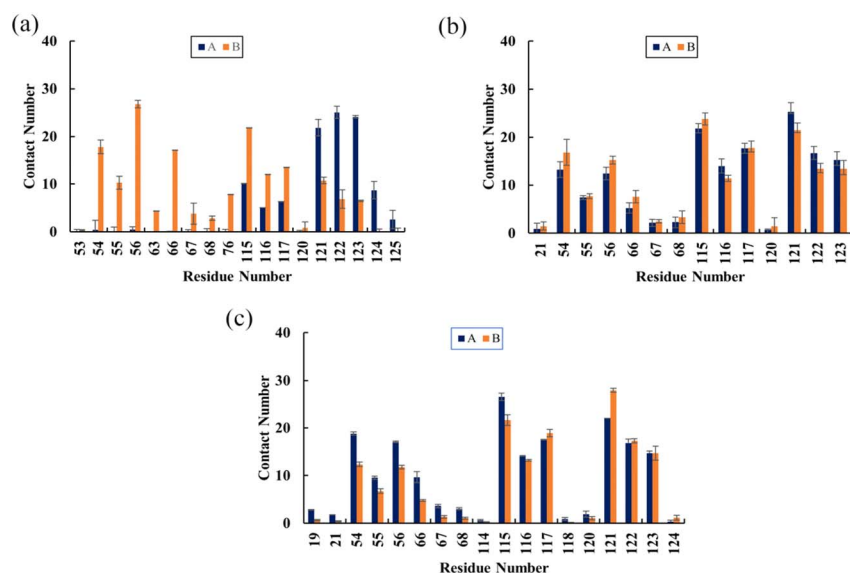 (a)
A B
40
30
20
10
0
Contact Number
53 54 55 56 63 66 67 68 76 115 116 117 120 121 122 123 124 125
Residue Number
(b)
A B
40
30
20
10
0
Contact Number
21 54 55 56 66 67 68 115 116 117 120 121 122 123
Residue Number
(c)
A B
40
30
20
10
0
Contact Number
19 21 54 55 56 66 67 68 114 115 116 117 118 120 121 122 123 124
Residue Number